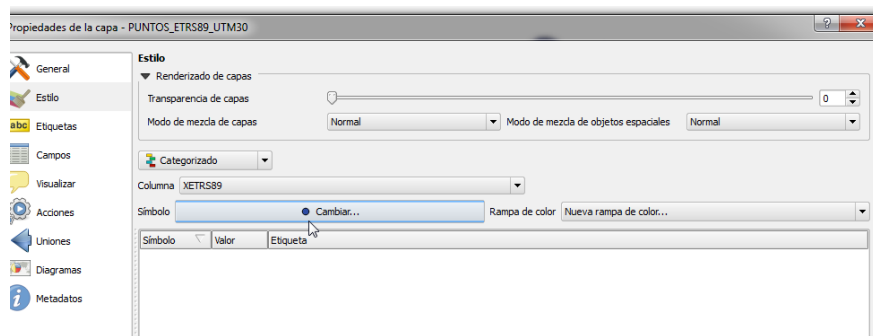 Propiedades de la capa - PUNTOS_ETRS89_UTM30
General
Estilo
abc Etiquetas
Campos
Visualizar
Acciones
Uniones
Diagramas
Metadatos
Estilo
Renderizado de capas
Transparencia de capas 0
Modo de mezcla de capas Normal Modo de mezcla de objetos espaciales Normal
Categorizado
Columna XETRS89
Símbolo Cambiar... Rampa de color Nueva rampa de color...
Símbolo Valor Etiqueta